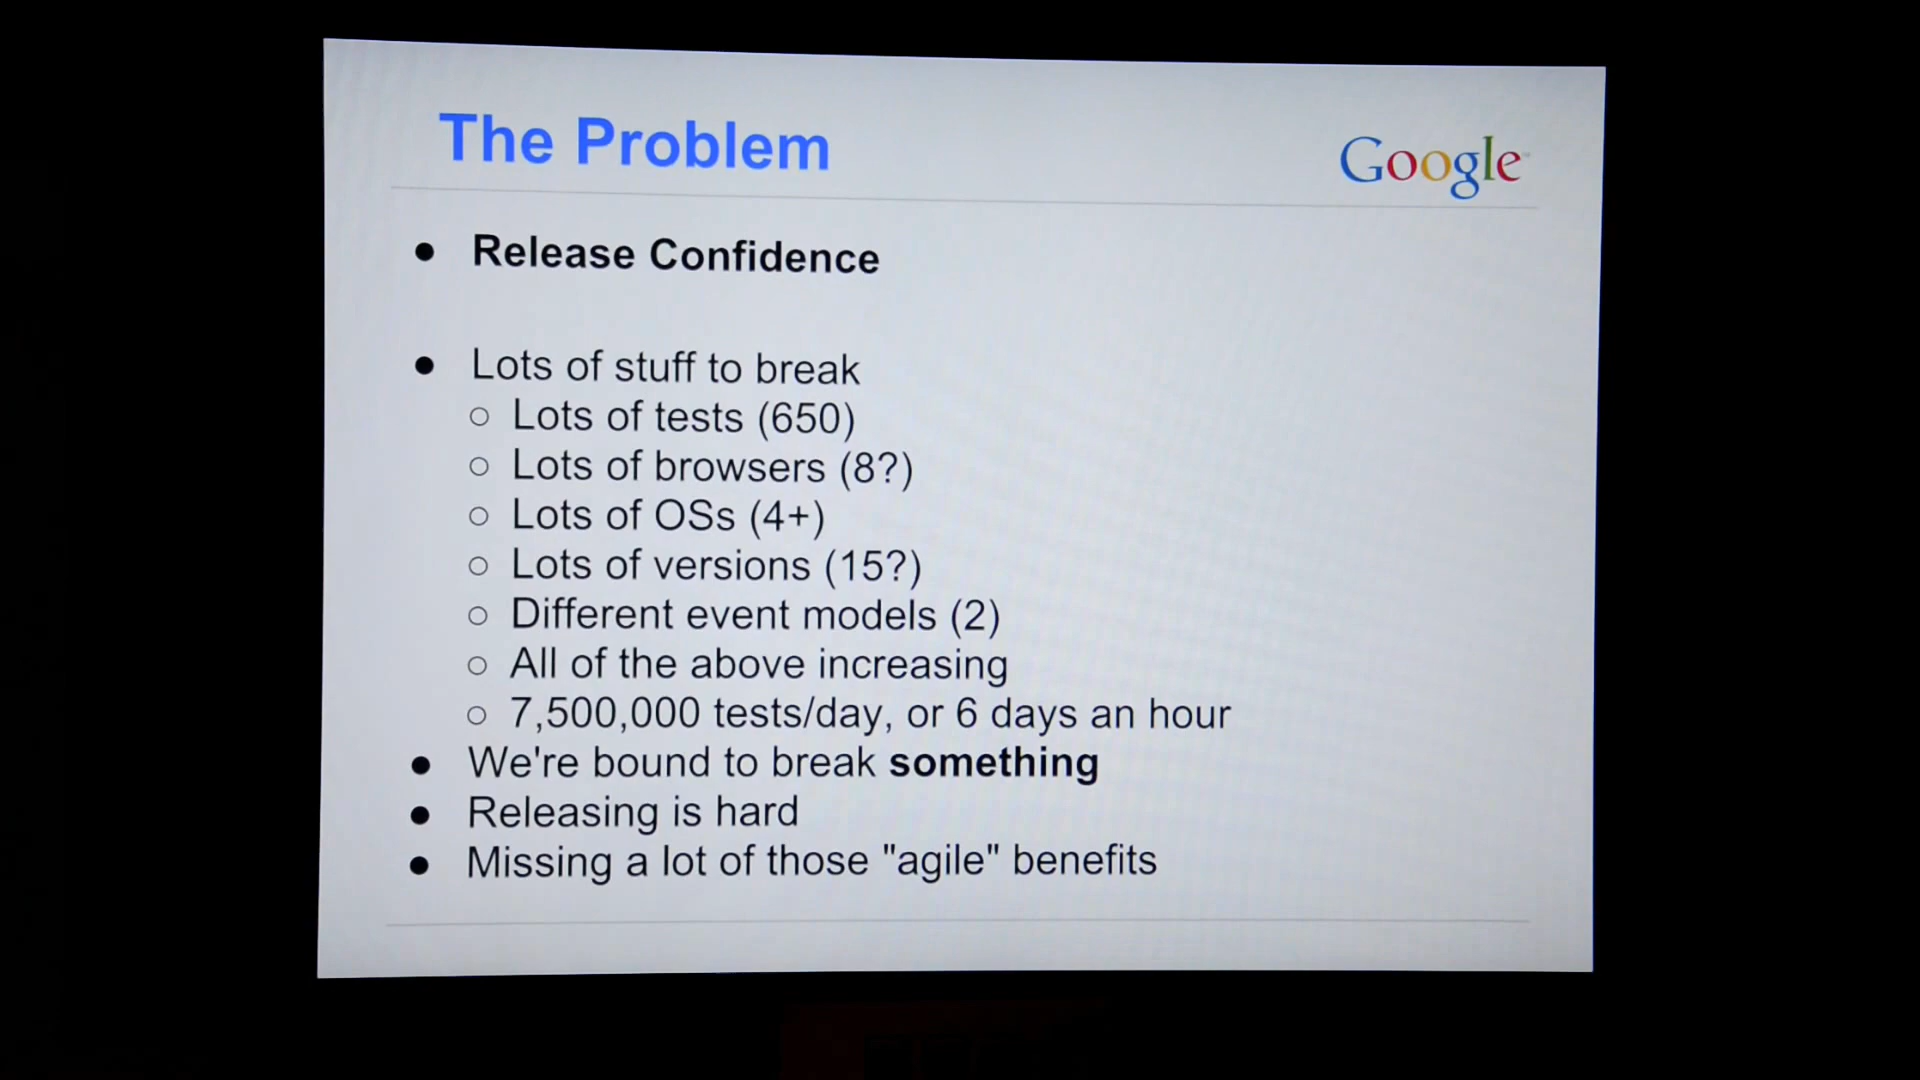 The Problem
Google
● Release Confidence
● Lots of stuff to break
○ Lots of tests (650)
○ Lots of browsers (8?)
○ Lots of OSs (4+)
○ Lots of versions (15?)
○ Different event models (2)
○ All of the above increasing
○ 7,500,000 tests/day, or 6 days an hour
● We're bound to break something
● Releasing is hard
● Missing a lot of those "agile" benefits